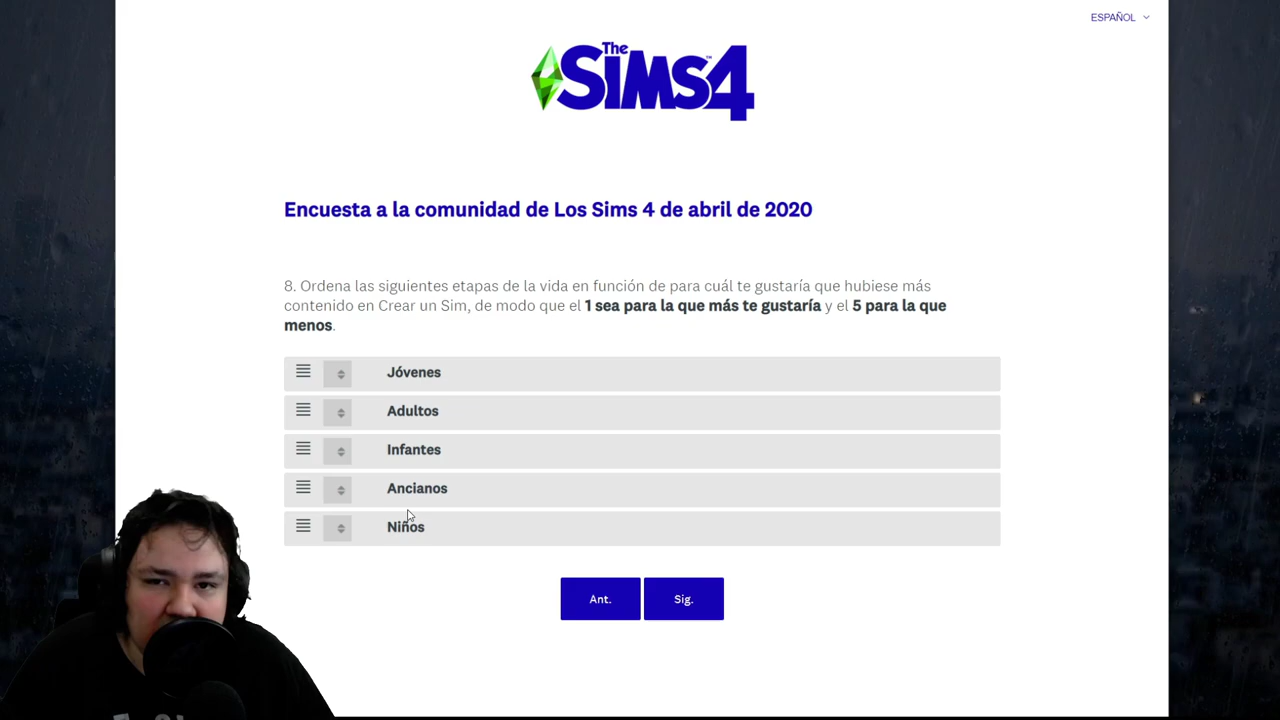 ESPAÑOL
The
SiMS4
Encuesta a la comunidad de Los Sims 4 de abril de 2020
8. Ordena las siguientes etapas de la vida en función de para cuál te gustaría que hubiese más
contenido en Crear un Sim, de modo que el 1 sea para la que más te gustaría y el 5 para la que
menos.
Jóvenes
Adultos
Infantes
Ancianos
Niños
Ant.
Sig.